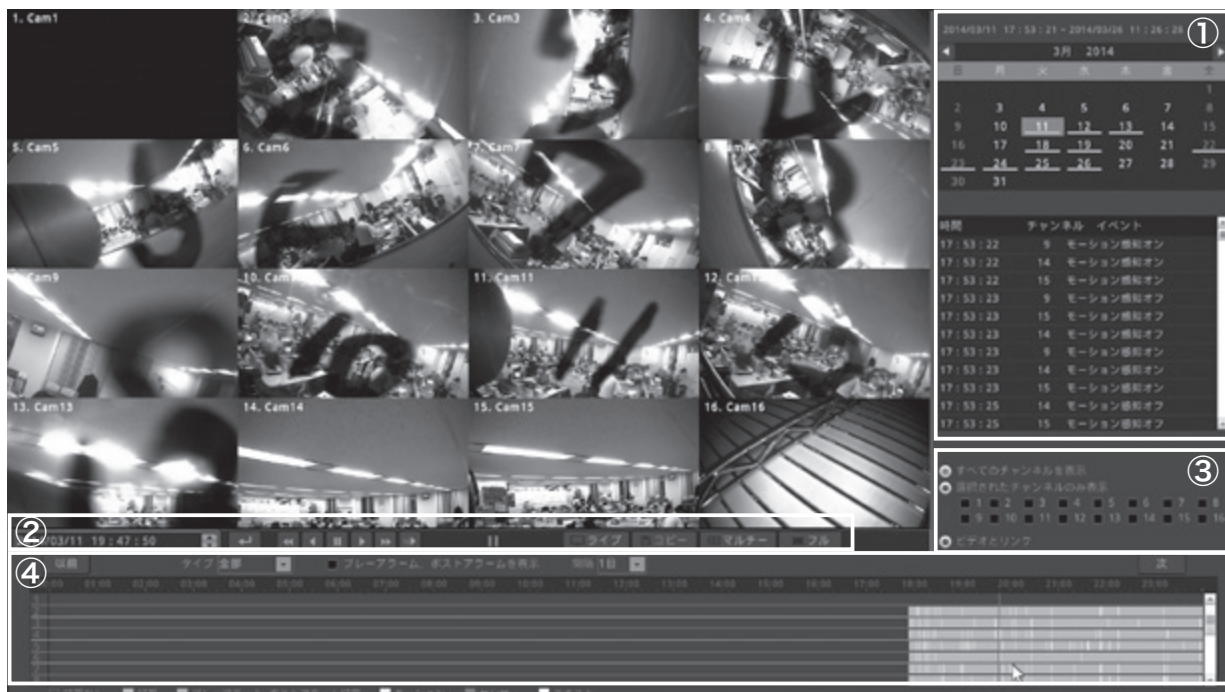 1. Cam1
2. Cam2
3. Cam3
4. Cam4
5. Cam5
6. Cam6
7. Cam7
8.
Cam9
10.
11. Cam11
12.
13. Cam13
14. Cam14
15. Cam15
16. Cam16
①
2014/03/11 17:53:21 - 2014/03/26 11:26:28
3月 2014
日 月 火 水 木 金 土
1
2 3 4 5 6 7 8
9 10 11 12 13 14 15
16 17 18 19 20 21 22
23 24 25 26 27 28 29
30 31
時間 チャンネル イベント
17:53:22 9 モーション感知オン
17:53:22 14 モーション感知オン
17:53:22 15 モーション感知オン
17:53:23 9 モーション感知オフ
17:53:23 15 モーション感知オフ
17:53:23 14 モーション感知オフ
17:53:23 9 モーション感知オン
17:53:23 14 モーション感知オン
17:53:23 15 モーション感知オン
17:53:25 14 モーション感知オフ
17:53:25 15 モーション感知オフ
③
すべてのチャンネルを表示
選択されたチャンネルのみ表示
1 2 3 4 5 6 7 8
9 10 11 12 13 14 15 16
ビデオとリンク
②
/03/11 19:47:50
ライブ コピー マルチー フル
④
以前 タイプ 全部 プレーアラーム、ポストアラームを表示 間隔 1日 次
01:00 02:00 03:00 04:00 05:00 06:00 07:00 08:00 09:00 10:00 11:00 12:00 13:00 14:00 15:00 16:00 17:00 18:00 19:00 20:00 21:00 22:00 23:00